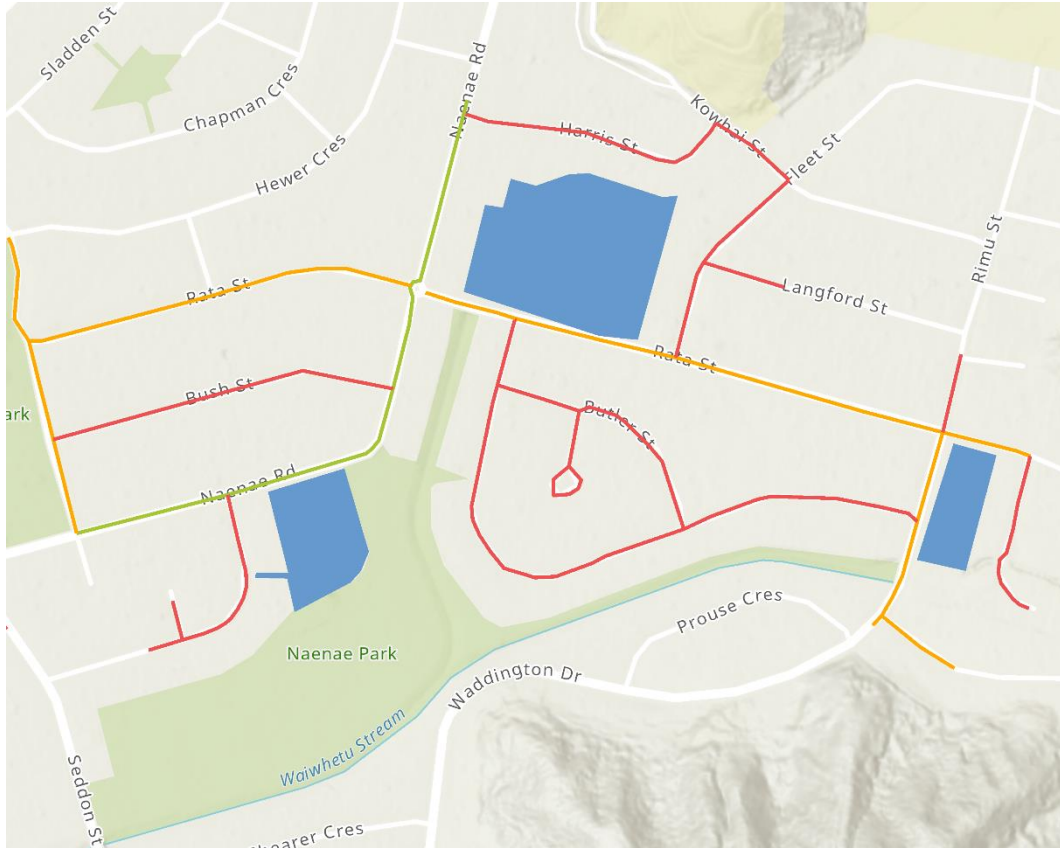 Sladden St
Naenae Rd
Chapman Cres
Kowhai St
Harris St
Fleet St
Hewer Cres
Rimu St
Rata St
Langford St
Rata St
Bush St
Butler St
ark
Naenae Rd
Prouse Cres
Naenae Park
Waddington Dr
Waiwhetu Stream
Seddon St
hearer Cres